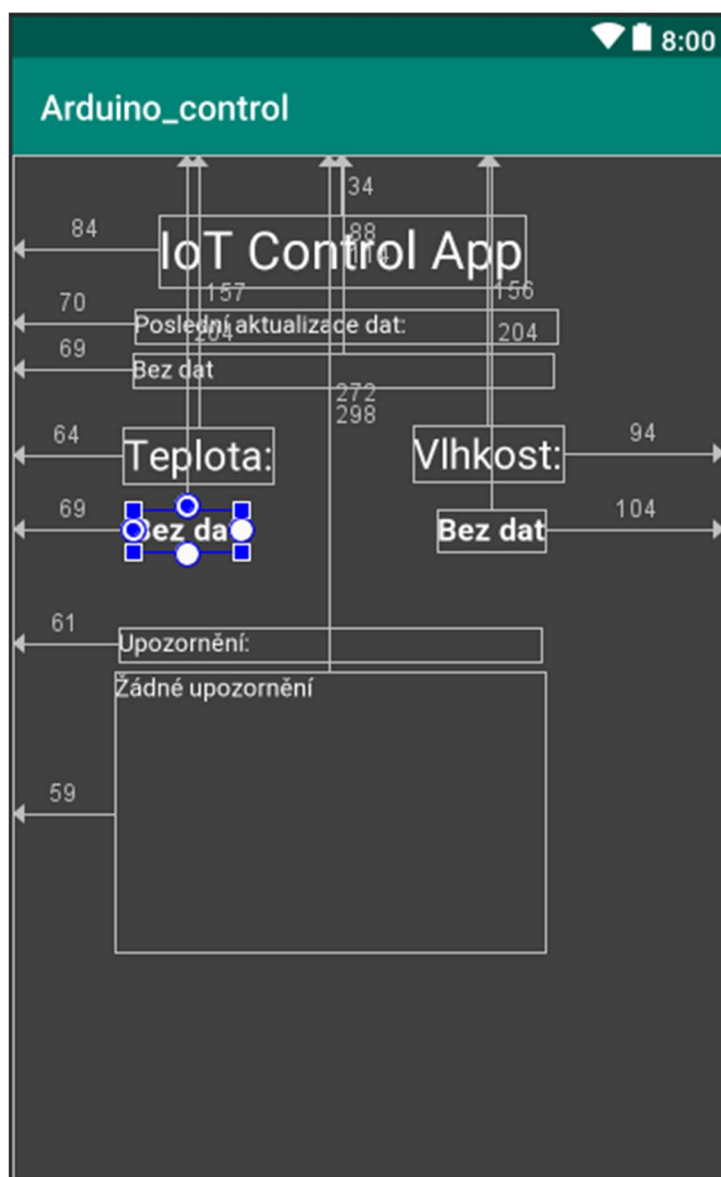 8:00
Arduino_control
34
84
88
IoT Control App
157
156
70
Poslední aktualizace dat:
204
204
69
Bez dat
272
298
64
Teplota:
Vlhkost:
94
69
Bez dat
104
61
Upozornění:
Žádné upozornění
59